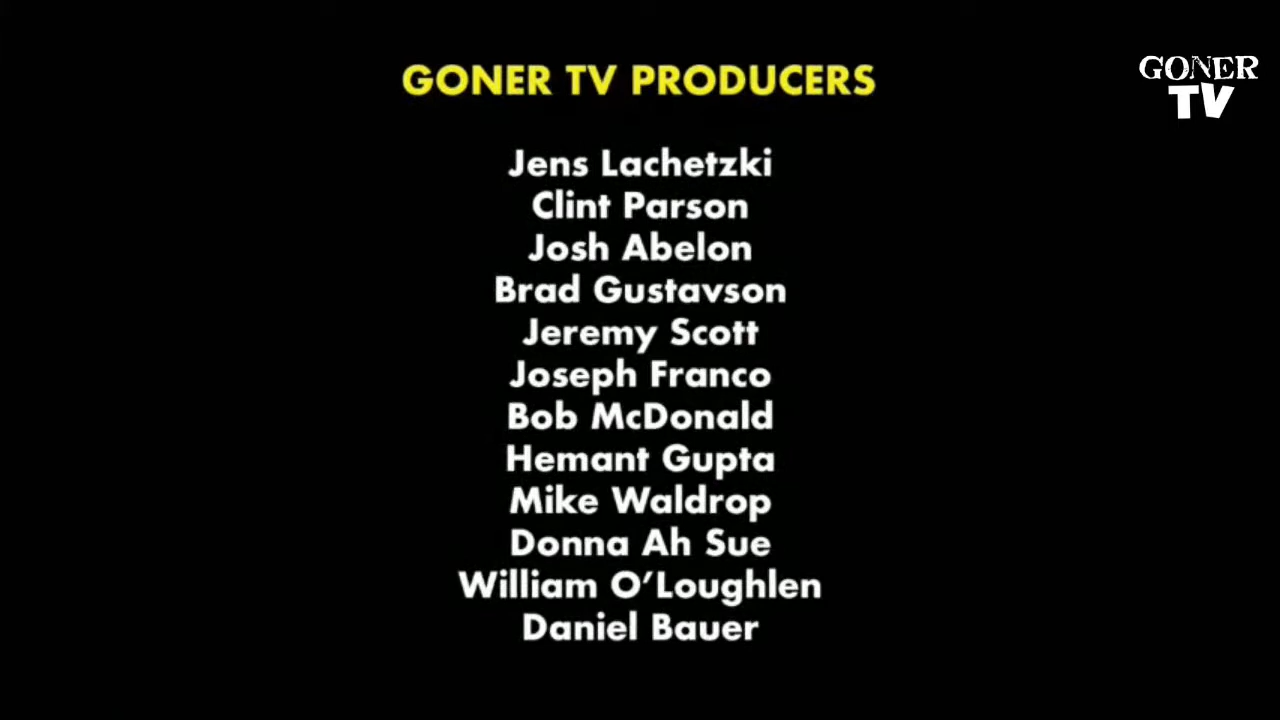 GONER TV PRODUCERS
GONER
TV
Jens Lachetzki
Clint Parson
Josh Abelon
Brad Gustavson
Jeremy Scott
Joseph Franco
Bob McDonald
Hemant Gupta
Mike Waldrop
Donna Ah Sue
William O’Loughlen
Daniel Bauer